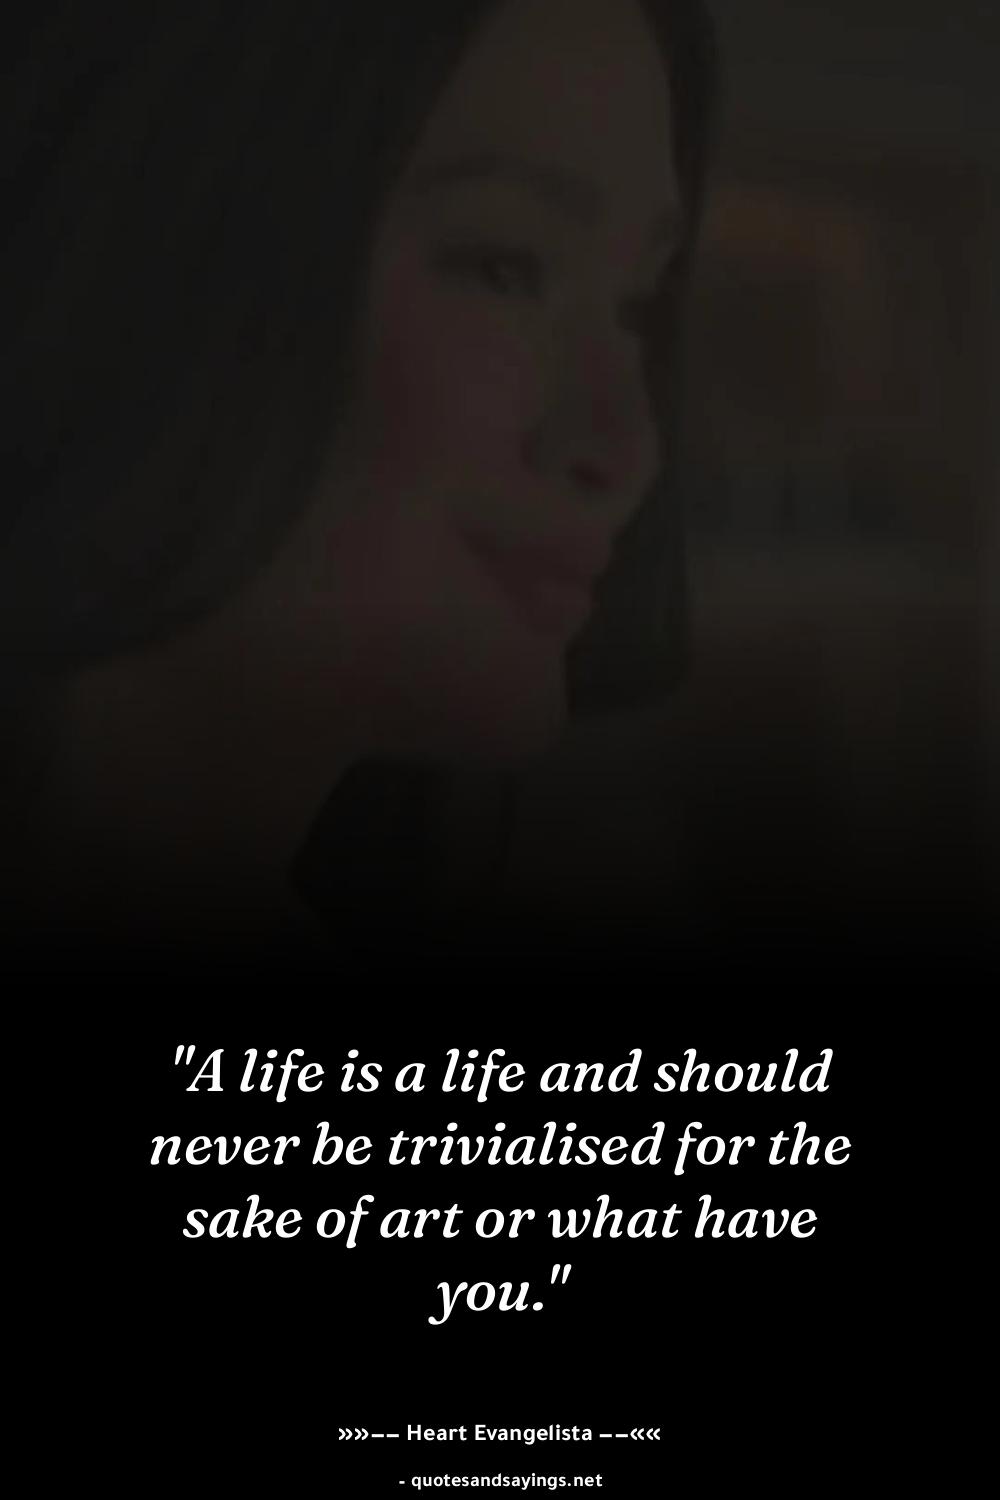 "A life is a life and should
never be trivialised for the
sake of art or what have
you."
»»−− Heart Evangelista −−««
- quotesandsayings.net